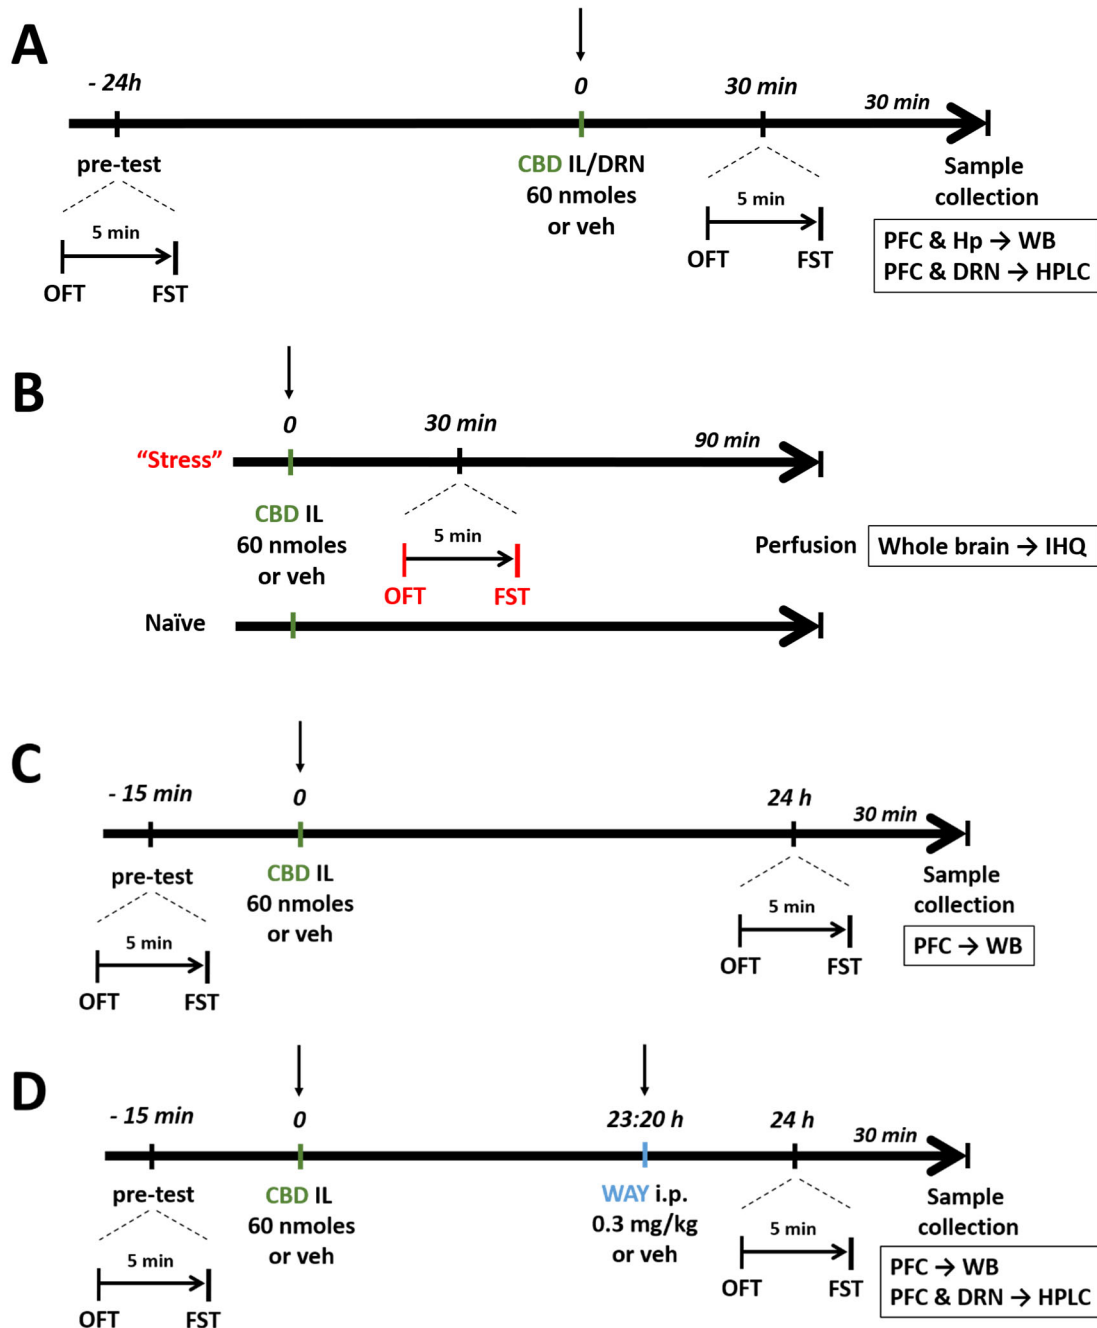 A
- 24h
0
30 min
30 min
pre-test
5 min
OFT
FST
CBD IL/DRN
60 nmoles
or veh
5 min
OFT
FST
Sample
collection
PFC & Hp → WB
PFC & DRN → HPLC
B
0
30 min
90 min
"Stress"
CBD IL
60 nmoles
or veh
5 min
OFT
FST
Perfusion
Whole brain → IHQ
Naïve
C
- 15 min
0
24 h
30 min
pre-test
5 min
OFT
FST
CBD IL
60 nmoles
or veh
5 min
OFT
FST
Sample
collection
PFC → WB
D
- 15 min
0
23:20 h
24 h
30 min
pre-test
5 min
OFT
FST
CBD IL
60 nmoles
or veh
WAY i.p.
0.3 mg/kg
or veh
5 min
OFT
FST
Sample
collection
PFC → WB
PFC & DRN → HPLC